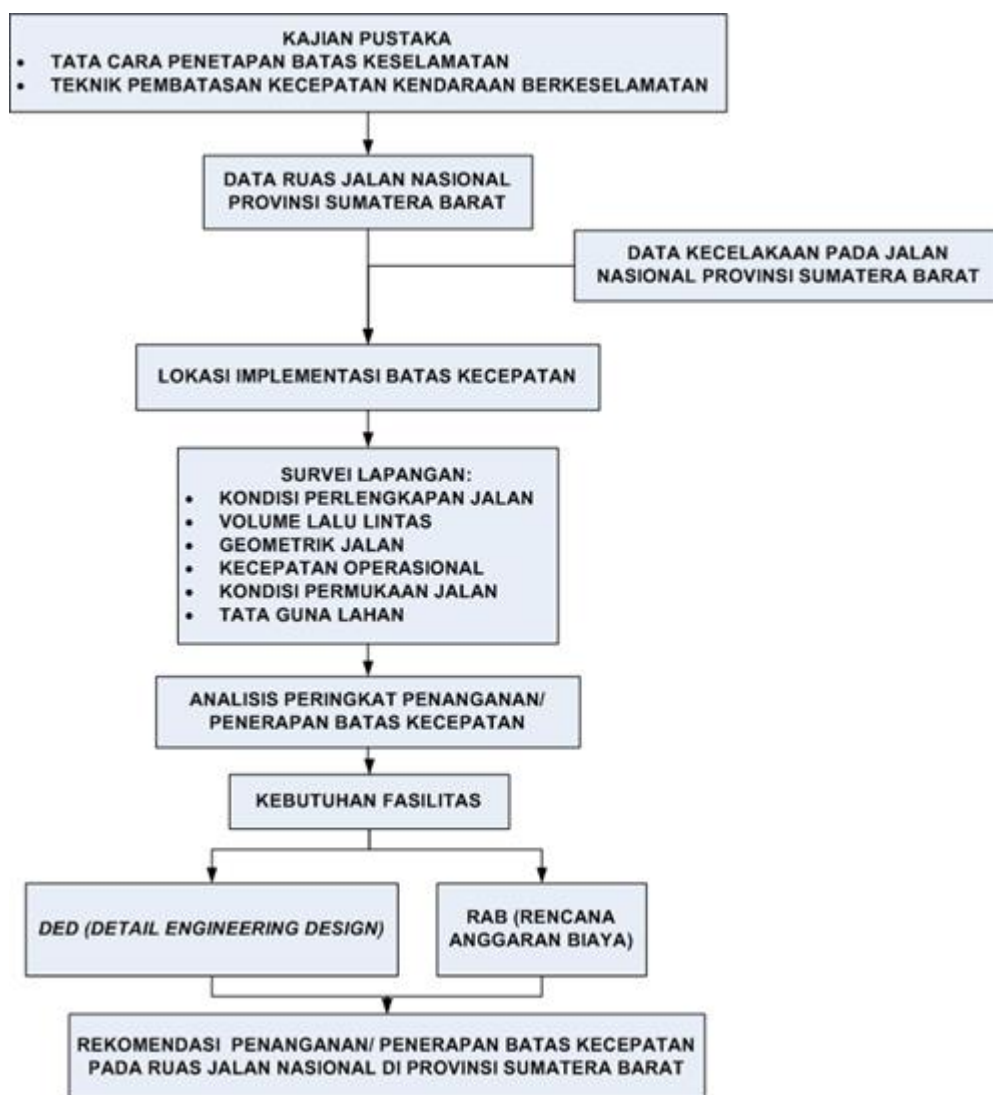 KAJIAN PUSTAKA
• TATA CARA PENETAPAN BATAS KESELAMATAN
• TEKNIK PEMBATASAN KECEPATAN KENDARAAN BERKESELAMATAN
DATA RUAS JALAN NASIONAL
PROVINSI SUMATERA BARAT
DATA KECELAKAAN PADA JALAN
NASIONAL PROVINSI SUMATERA BARAT
LOKASI IMPLEMENTASI BATAS KECEPATAN
SURVEI LAPANGAN:
• KONDISI PERLENGKAPAN JALAN
• VOLUME LALU LINTAS
• GEOMETRIK JALAN
• KECEPATAN OPERASIONAL
• KONDISI PERMUKAAN JALAN
• TATA GUNA LAHAN
ANALISIS PERINGKAT PENANGANAN/
PENERAPAN BATAS KECEPATAN
KEBUTUHAN FASILITAS
DED (DETAIL ENGINEERING DESIGN)
RAB (RENCANA
ANGGARAN BIAYA)
REKOMENDASI PENANGANAN/ PENERAPAN BATAS KECEPATAN
PADA RUAS JALAN NASIONAL DI PROVINSI SUMATERA BARAT